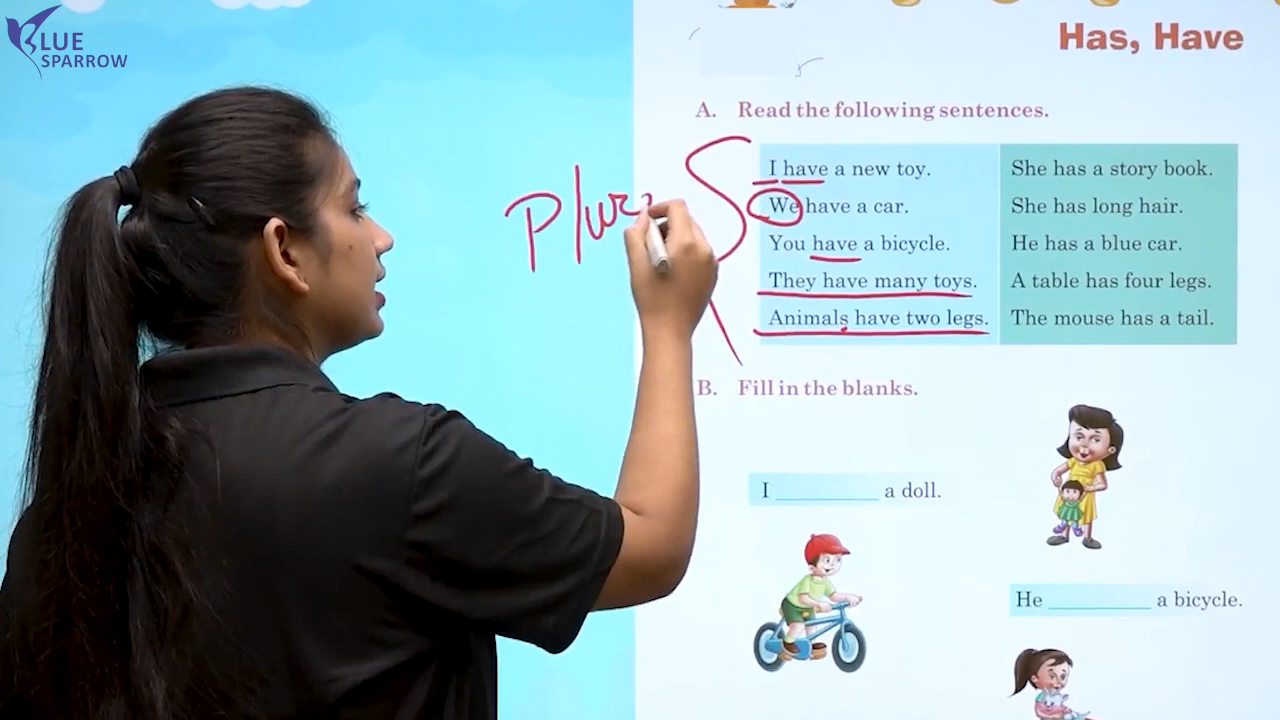 BLUE
SPARROW
Has, Have
A. Read the following sentences.
I have a new toy.
We have a car.
You have a bicycle.
They have many toys.
Animals have two legs.
She has a story book.
She has long hair.
He has a blue car.
A table has four legs.
The mouse has a tail.
Plura
B. Fill in the blanks.
I __________ a doll.
He __________ a bicycle.